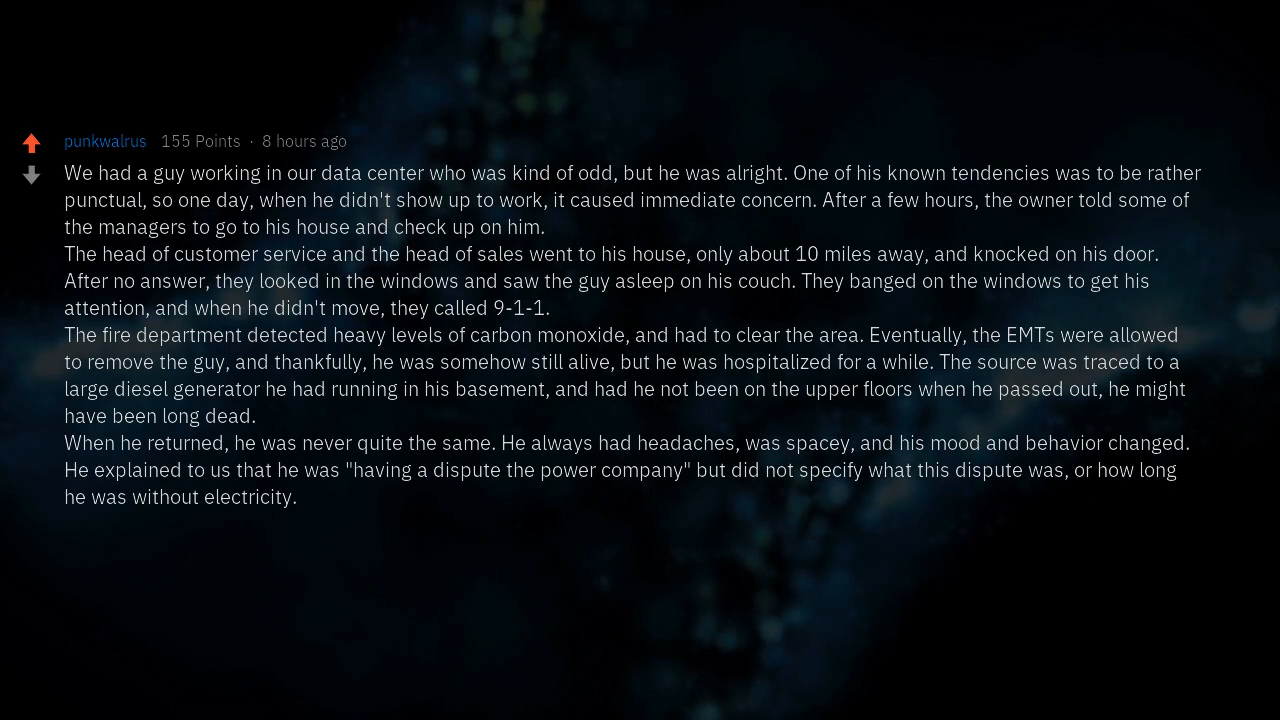 punkwalrus 155 Points · 8 hours ago
We had a guy working in our data center who was kind of odd, but he was alright. One of his known tendencies was to be rather
punctual, so one day, when he didn't show up to work, it caused immediate concern. After a few hours, the owner told some of
the managers to go to his house and check up on him.
The head of customer service and the head of sales went to his house, only about 10 miles away, and knocked on his door.
After no answer, they looked in the windows and saw the guy asleep on his couch. They banged on the windows to get his
attention, and when he didn't move, they called 9-1-1.
The fire department detected heavy levels of carbon monoxide, and had to clear the area. Eventually, the EMTs were allowed
to remove the guy, and thankfully, he was somehow still alive, but he was hospitalized for a while. The source was traced to a
large diesel generator he had running in his basement, and had he not been on the upper floors when he passed out, he might
have been long dead.
When he returned, he was never quite the same. He always had headaches, was spacey, and his mood and behavior changed.
He explained to us that he was "having a dispute the power company" but did not specify what this dispute was, or how long
he was without electricity.